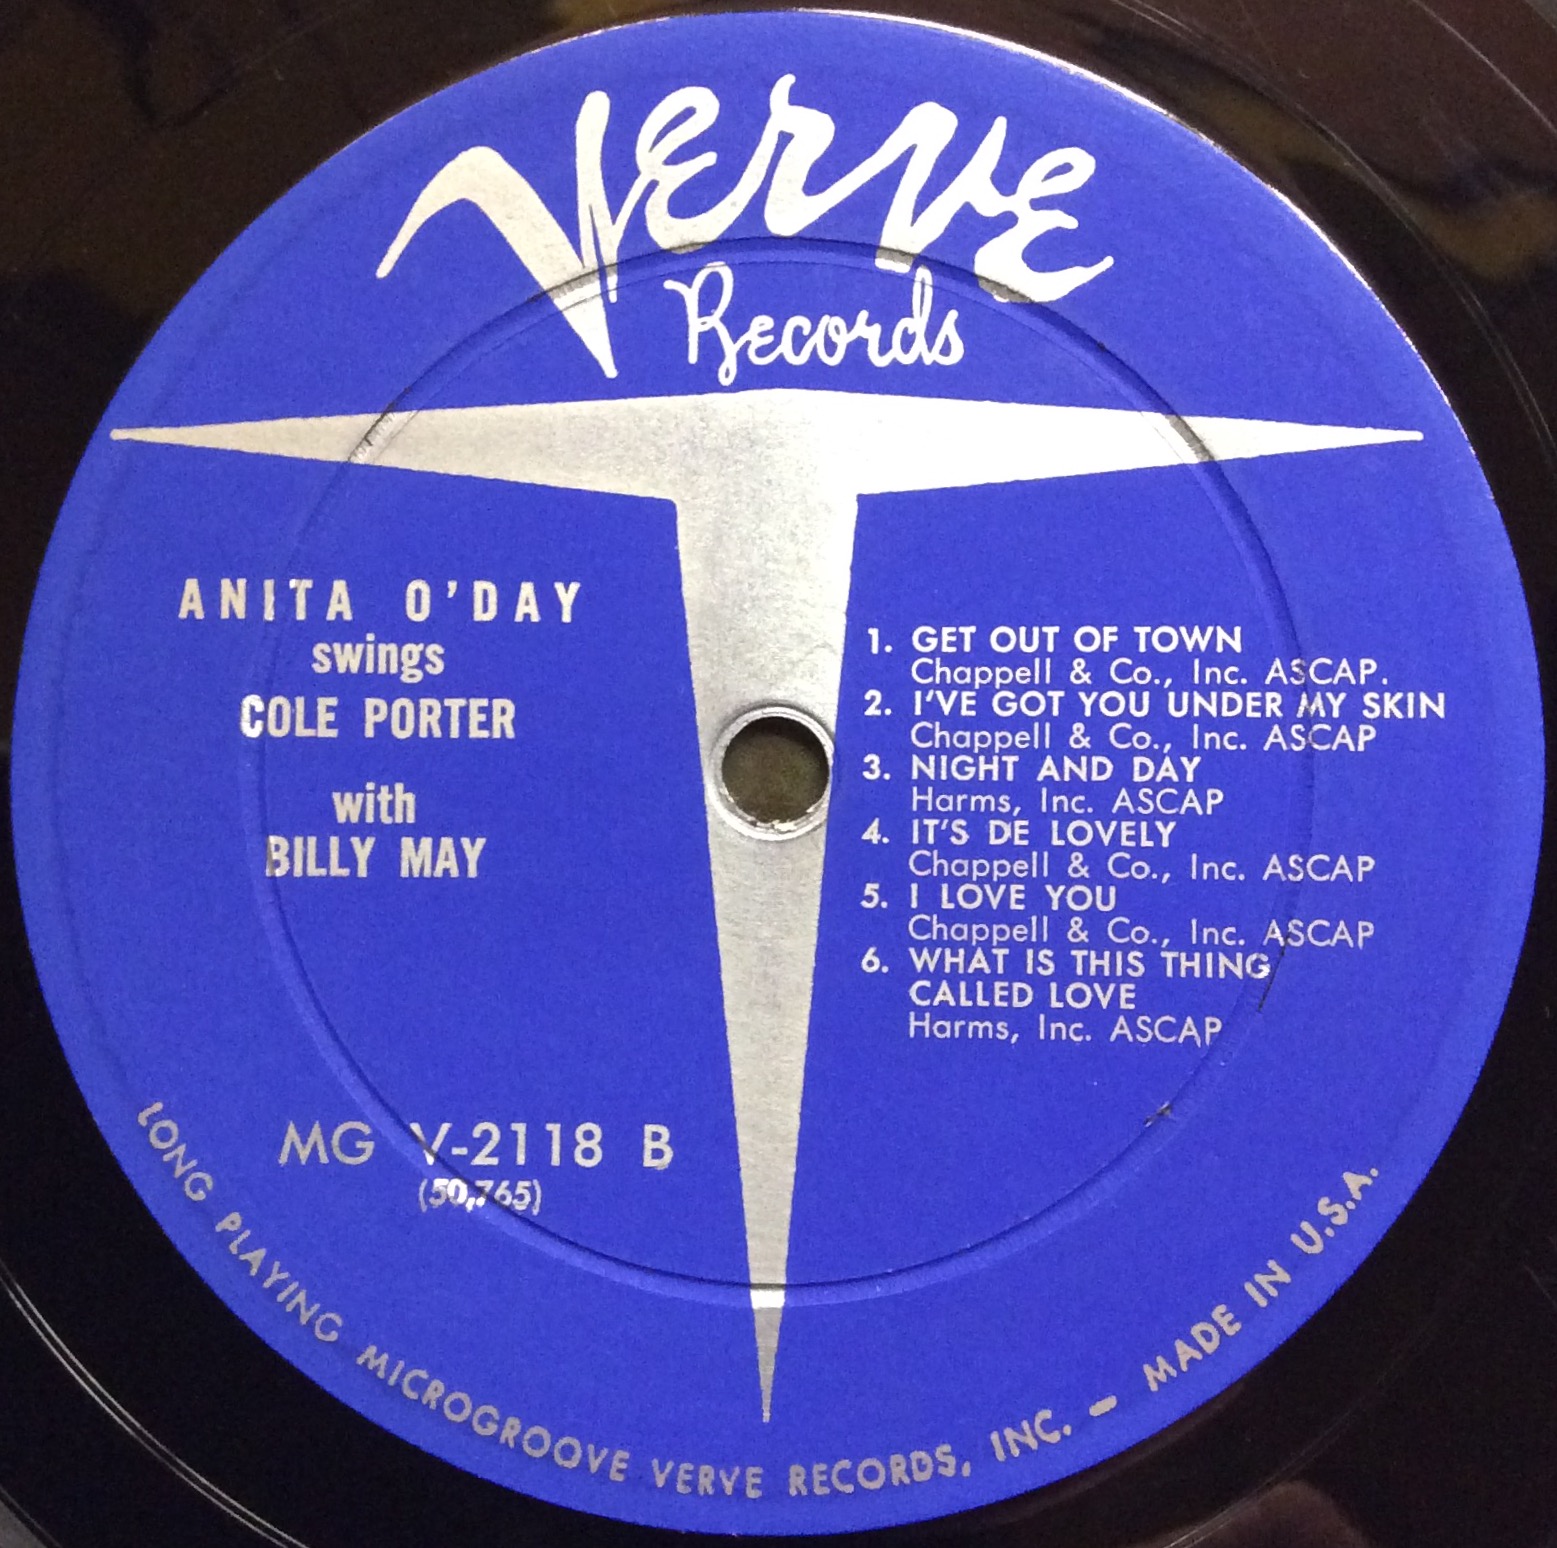 Verve
Records
ANITA O'DAY
swings
COLE PORTER
with
BILLY MAY
1. GET OUT OF TOWN
Chappell & Co., Inc. ASCAP.
2. I'VE GOT YOU UNDER MY SKIN
Chappell & Co., Inc. ASCAP
3. NIGHT AND DAY
Harms, Inc. ASCAP
4. IT'S DE LOVELY
Chappell & Co., Inc. ASCAP
5. I LOVE YOU
Chappell & Co., Inc. ASCAP
6. WHAT IS THIS THING
CALLED LOVE
Harms, Inc. ASCAP
MG V-2118 B
(50,765)
LONG PLAYING MICROGROOVE VERVE RECORDS, INC. – MADE IN U.S.A.